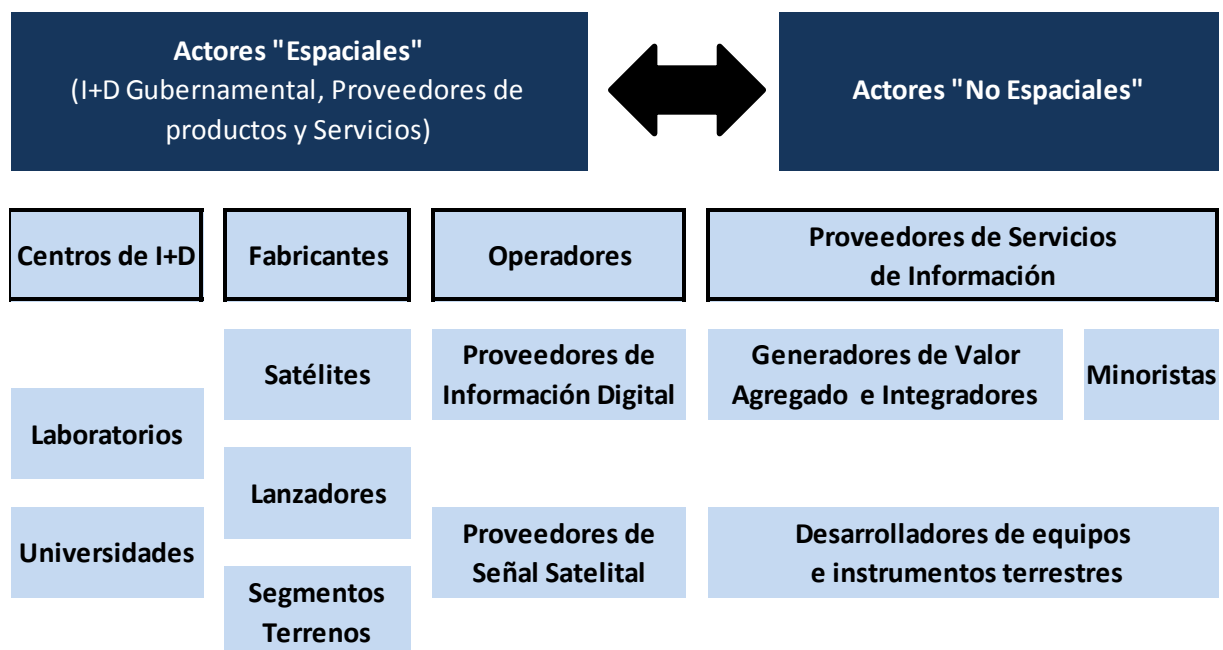 Actores "Espaciales"
(I+D Gubernamental, Proveedores de
productos y Servicios)
Actores "No Espaciales"
Centros de I+D
Fabricantes
Operadores
Proveedores de Servicios
de Información
Laboratorios
Universidades
Satélites
Lanzadores
Segmentos
Terrenos
Proveedores de
Información Digital
Proveedores de
Señal Satelital
Generadores de Valor
Agregado e Integradores
Minoristas
Desarrolladores de equipos
e instrumentos terrestres